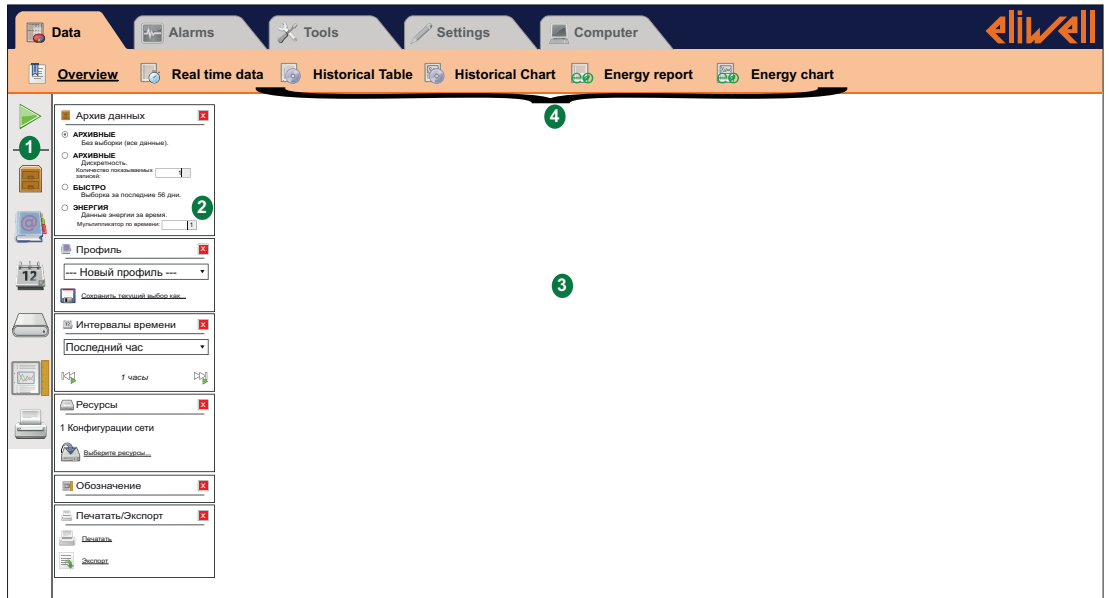 Data
Alarms
Tools
Settings
Computer
eliwell
Overview
Real time data
Historical Table
Historical Chart
Energy report
Energy chart
4
1
12
@
Архив данных
x
АРХИВНЫЕ
Без выборки (все данные).
АРХИВНЫЕ
Дискретность.
Количество показываемых
записей:
1
БЫСТРО
Выборка за последние 56 дни.
2
ЭНЕРГИЯ
Данные энергии за время.
Мультипликатор по времени:
1
Профиль
x
--- Новый профиль ---
Сохранить текущий выбор как...
3
Интервалы времени
x
Последний час
1 часы
Ресурсы
x
1 Конфигурации сети
Выберите ресурсы...
Обозначение
x
Печатать/Экспорт
x
Печатать
Экспорт